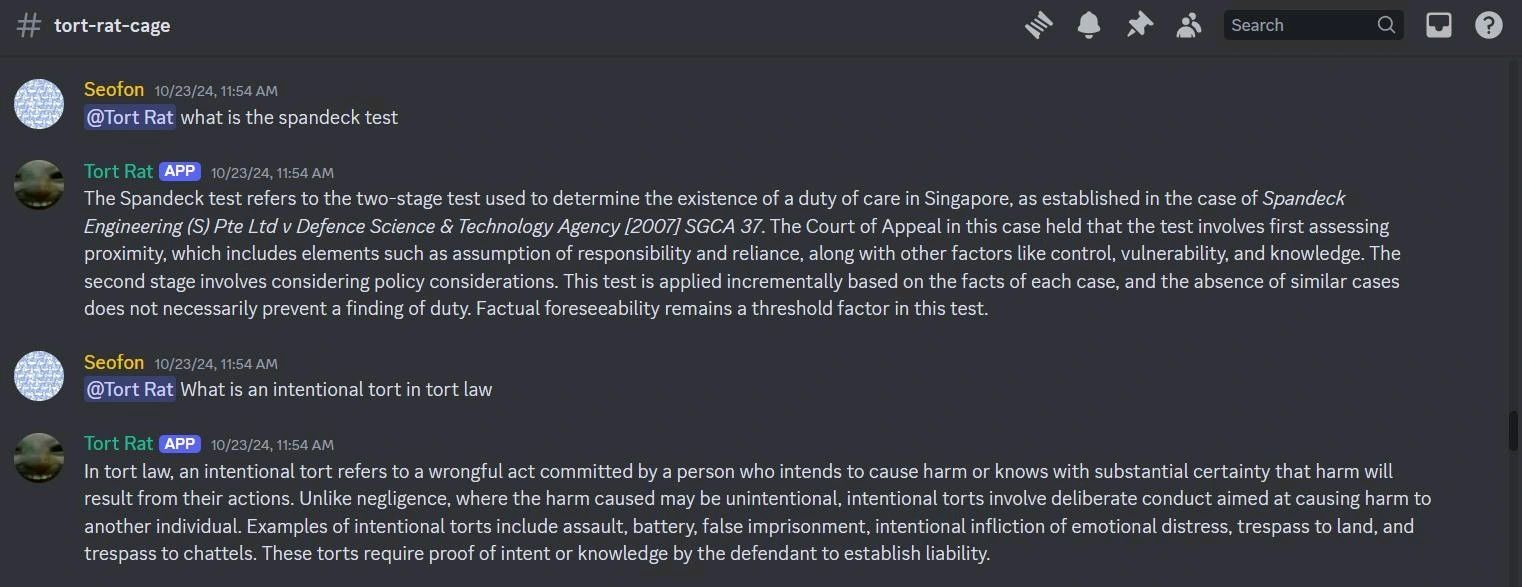 # tort-rat-cage
Search
Seofon 10/23/24, 11:54 AM
@Tort Rat what is the spandeck test
Tort Rat APP 10/23/24, 11:54 AM
The Spandeck test refers to the two-stage test used to determine the existence of a duty of care in Singapore, as established in the case of Spandeck
Engineering (S) Pte Ltd v Defence Science & Technology Agency [2007] SGCA 37. The Court of Appeal in this case held that the test involves first assessing
proximity, which includes elements such as assumption of responsibility and reliance, along with other factors like control, vulnerability, and knowledge. The
second stage involves considering policy considerations. This test is applied incrementally based on the facts of each case, and the absence of similar cases
does not necessarily prevent a finding of duty. Factual foreseeability remains a threshold factor in this test.
Seofon 10/23/24, 11:54 AM
@Tort Rat What is an intentional tort in tort law
Tort Rat APP 10/23/24, 11:54 AM
In tort law, an intentional tort refers to a wrongful act committed by a person who intends to cause harm or knows with substantial certainty that harm will
result from their actions. Unlike negligence, where the harm caused may be unintentional, intentional torts involve deliberate conduct aimed at causing harm to
another individual. Examples of intentional torts include assault, battery, false imprisonment, intentional infliction of emotional distress, trespass to land, and
trespass to chattels. These torts require proof of intent or knowledge by the defendant to establish liability.